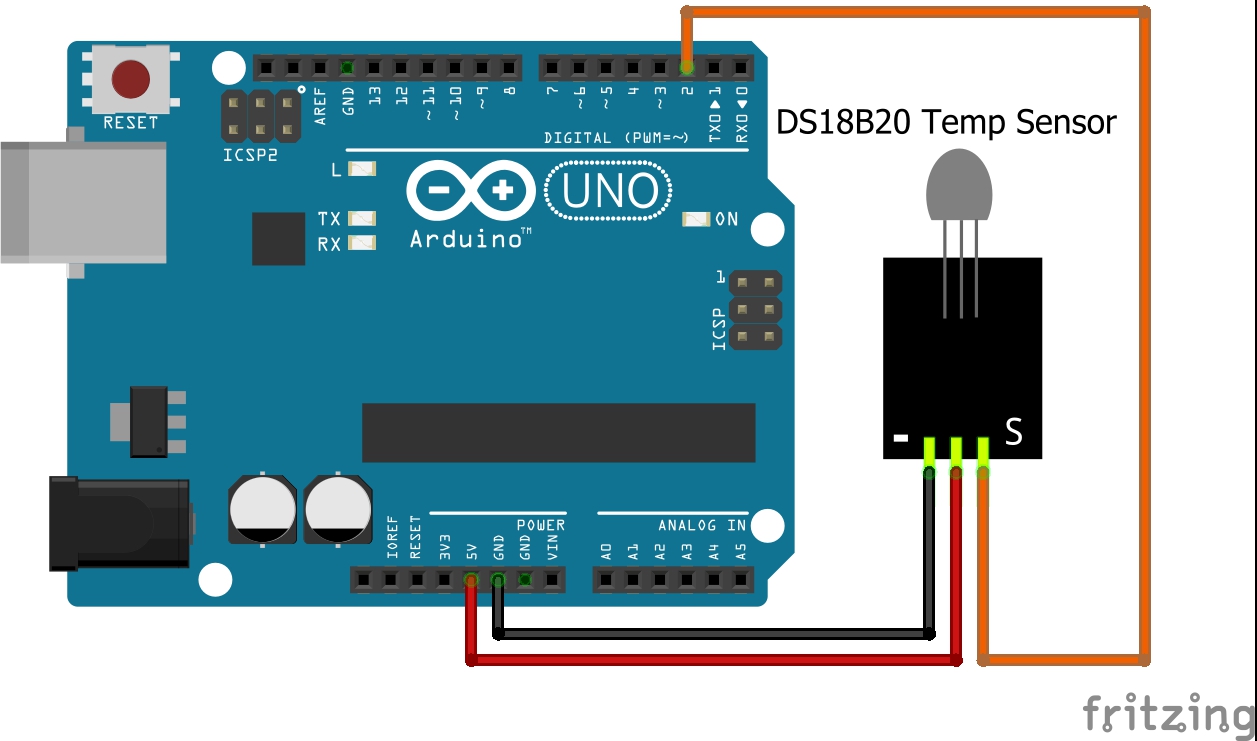 RESET
ICSP2
AREF
GND
13
12
~11
~10
~9
8
7
~6
~5
4
~3
2
TX0▶1
RX0◀0
DIGITAL (PWM=~)
DS18B20 Temp Sensor
L
TX
RX
UNO
Arduino™
ON
1
ICSP
S
POWER
ANALOG IN
IOREF
RESET
3V3
5V
GND
GND
VIN
A0
A1
A2
A3
A4
A5
fritzing